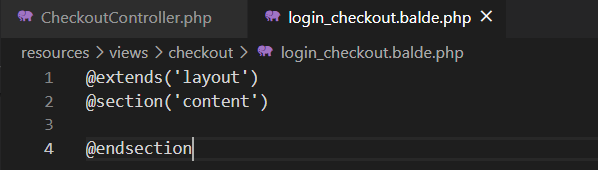 CheckoutController.php login_checkout.balde.php ×
resources > views > checkout > login_checkout.balde.php
1 @extends('layout')
2 @section('content')
3
4 @endsection